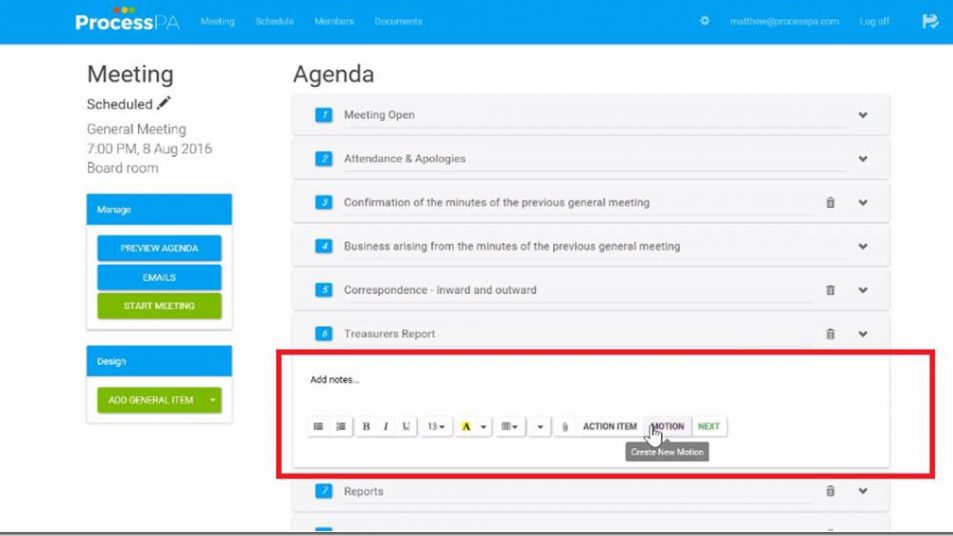 ProcessPA Meeting Schedule Members Documents matthew@processpa.com Log off
Meeting
Scheduled
General Meeting
7:00 PM, 8 Aug 2016
Board room
Manage
PREVIEW AGENDA
EMAILS
START MEETING
Design
ADD GENERAL ITEM
Agenda
1 Meeting Open
2 Attendance & Apologies
3 Confirmation of the minutes of the previous general meeting
4 Business arising from the minutes of the previous general meeting
5 Correspondence - inward and outward
6 Treasurers Report
Add notes...
B I U 13 A ACTION ITEM MOTION NEXT
Create New Motion
7 Reports